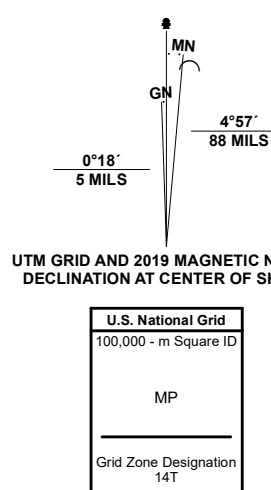 MN
GN
4°57´
88 MILS
0°18´
5 MILS
UTM GRID AND 2019 MAGNETIC
DECLINATION AT CENTER OF
U.S. National Grid
100,000 - m Square ID
MP
Grid Zone Designation
14T